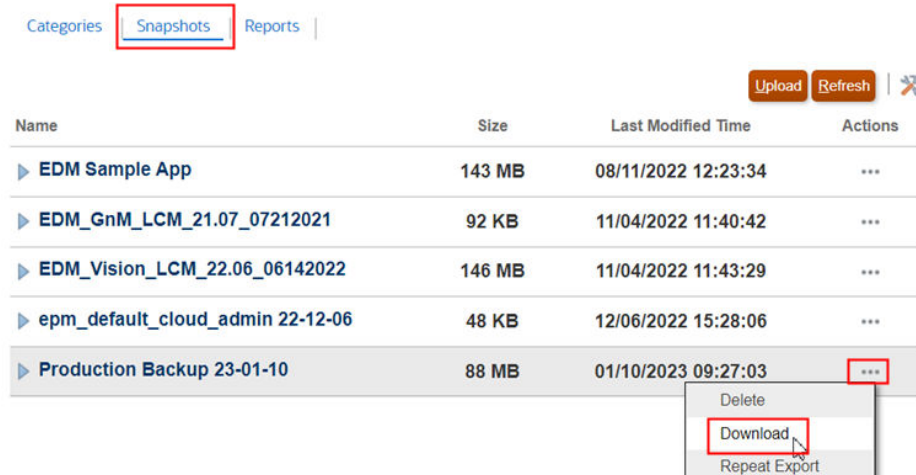 Categories Snapshots Reports
Upload Refresh
Name Size Last Modified Time Actions
EDM Sample App 143 MB 08/11/2022 12:23:34
EDM_GnM_LCM_21.07_07212021 92 KB 11/04/2022 11:40:42
EDM_Vision_LCM_22.06_06142022 146 MB 11/04/2022 11:43:29
epm_default_cloud_admin 22-12-06 48 KB 12/06/2022 15:28:06
Production Backup 23-01-10 88 MB 01/10/2023 09:27:03
Delete
Download
Repeat Export